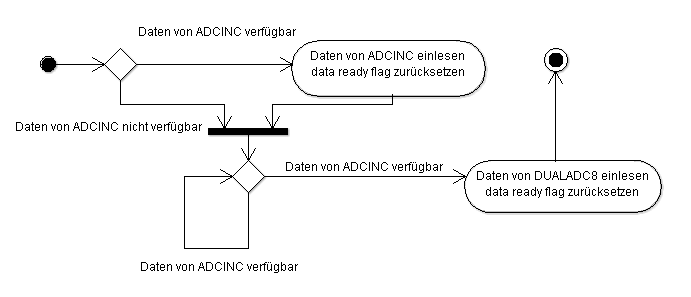 Daten von ADCINC verfügbar
Daten von ADCINC einlesen
data ready flag zurücksetzen
Daten von ADCINC nicht verfügbar
Daten von ADCINC verfügbar
Daten von DUALADC8 einlesen
data ready flag zurücksetzen
Daten von ADCINC verfügbar